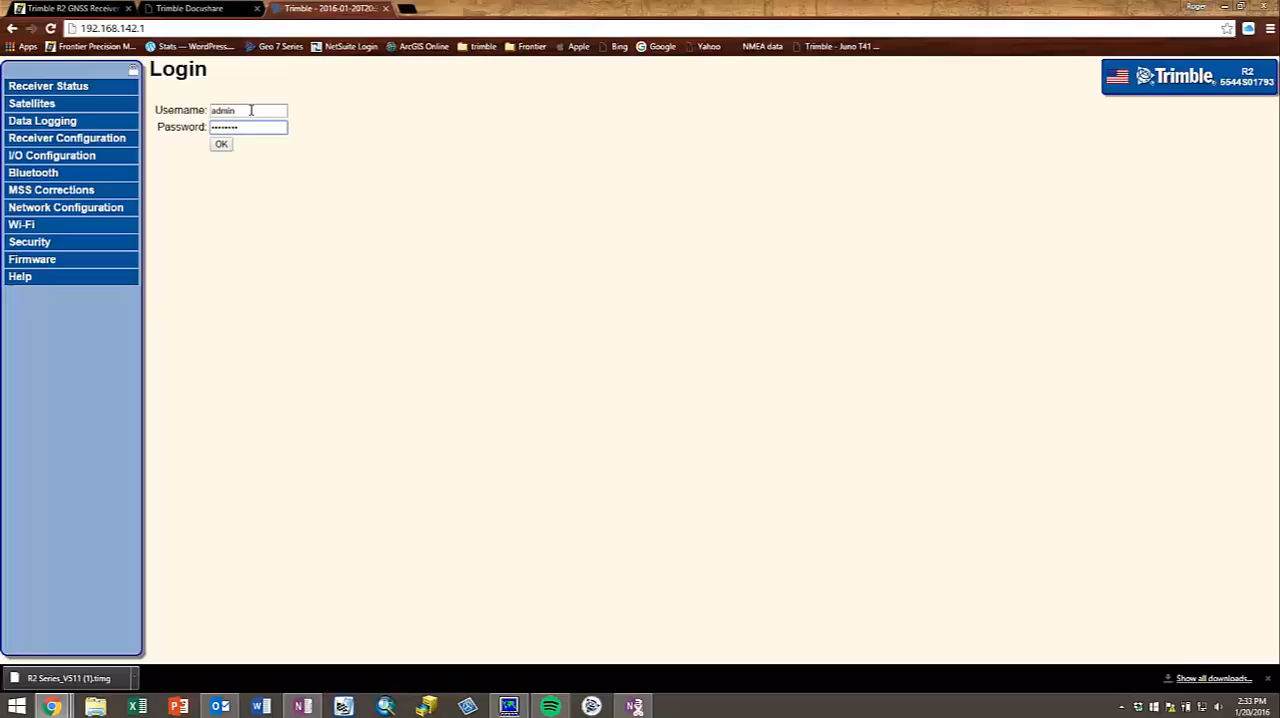 Trimble R2 GNSS Receiver
Trimble Docushare
Trimble - 2016-01-20T20:
Roger
192.168.142.1
Apps
Frontier Precision M...
Stats — WordPress....
Geo 7 Series
NetSuite Login
ArcGIS Online
trimble
Frontier
Apple
Bing
Google
Yahoo
NMEA data
Trimble - Juno T41 ...
Receiver Status
Satellites
Data Logging
Receiver Configuration
I/O Configuration
Bluetooth
MSS Corrections
Network Configuration
Wi-Fi
Security
Firmware
Help
Login
Username: admin
Password: ••••••••
OK
Trimble.
R2
5544S01793
R2 Series_V511 (1).timg
Show all downloads...
2:33 PM
1/20/2016